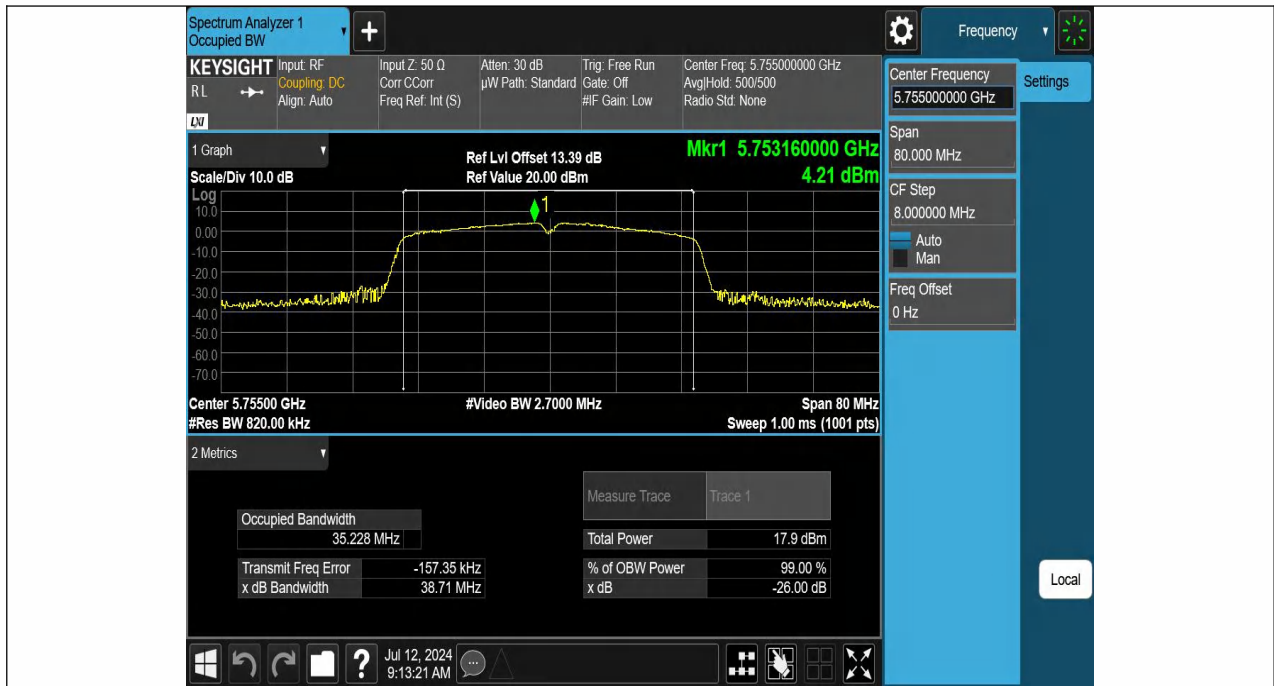 Spectrum Analyzer 1
Occupied BW
+
Frequency
KEYSIGHT
RL
LXI
Input: RF
Coupling: DC
Align: Auto
Input Z: 50 Ω
Corr CCorr
Freq Ref: Int (S)
Atten: 30 dB
µW Path: Standard
Trig: Free Run
Gate: Off
#IF Gain: Low
Center Freq: 5.755000000 GHz
Avg|Hold: 500/500
Radio Std: None
Center Frequency
5.755000000 GHz
Settings
Span
80.000 MHz
CF Step
8.000000 MHz
Auto
Man
Freq Offset
0 Hz
Local
1 Graph
Scale/Div 10.0 dB
Ref Lvl Offset 13.39 dB
Ref Value 20.00 dBm
Mkr1 5.753160000 GHz
4.21 dBm
Log
10.0
0.00
-10.0
-20.0
-30.0
-40.0
-50.0
-60.0
-70.0
1
Center 5.75500 GHz
#Video BW 2.7000 MHz
Span 80 MHz
#Res BW 820.00 kHz
Sweep 1.00 ms (1001 pts)
2 Metrics
Measure Trace Trace 1
Occupied Bandwidth
35.228 MHz
Total Power 17.9 dBm
Transmit Freq Error -157.35 kHz
% of OBW Power 99.00 %
x dB Bandwidth 38.71 MHz
x dB -26.00 dB
?
Jul 12, 2024
9:13:21 AM